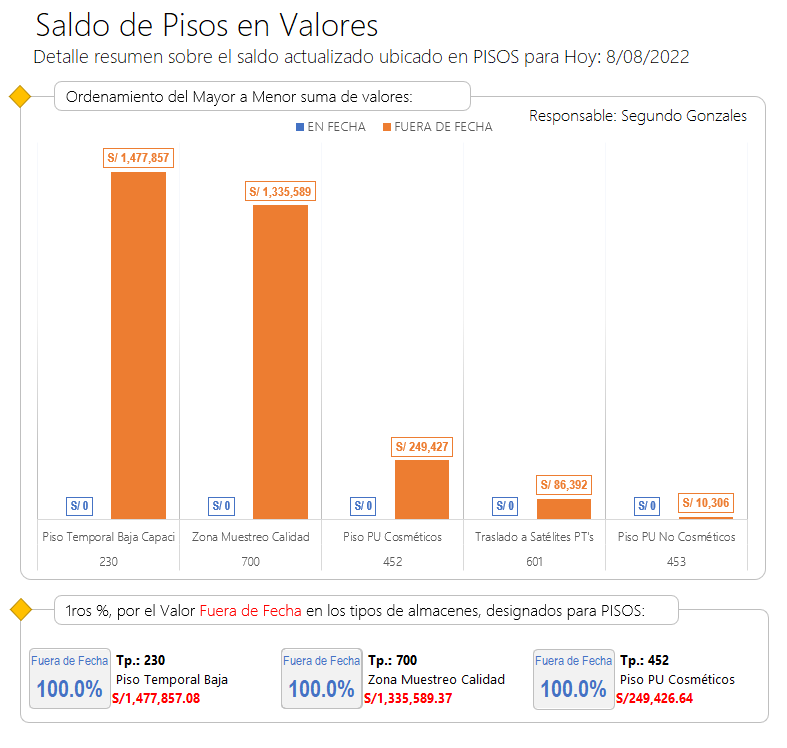 Saldo de Pisos en Valores
Detalle resumen sobre el saldo actualizado ubicado en PISOS para Hoy: 8/08/2022
Ordenamiento del Mayor a Menor suma de valores:
Responsable: Segundo Gonzales
EN FECHA FUERA DE FECHA
S/ 1,477,857
S/ 1,335,589
S/ 249,427
S/ 86,392
S/ 10,306
S/ 0 S/ 0 S/ 0 S/ 0 S/ 0
Piso Temporal Baja Capaci Zona Muestreo Calidad Piso PU Cosméticos Traslado a Satélites PT's Piso PU No Cosméticos
230 700 452 601 453
1ros %, por el Valor Fuera de Fecha en los tipos de almacenes, designados para PISOS:
Fuera de Fecha
100.0%
Tp.: 230
Piso Temporal Baja
S/1,477,857.08
Fuera de Fecha
100.0%
Tp.: 700
Zona Muestreo Calidad
S/1,335,589.37
Fuera de Fecha
100.0%
Tp.: 452
Piso PU Cosméticos
S/249,426.64